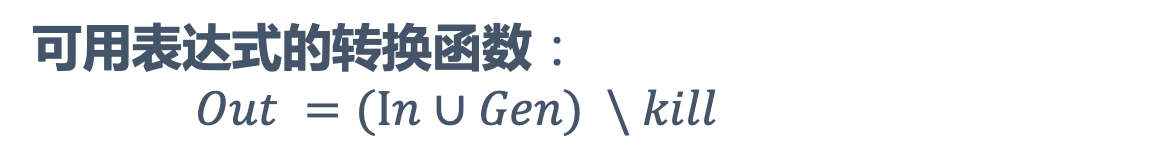 可用表达式的转换函数：
Out = (In ∪ Gen) \ kill